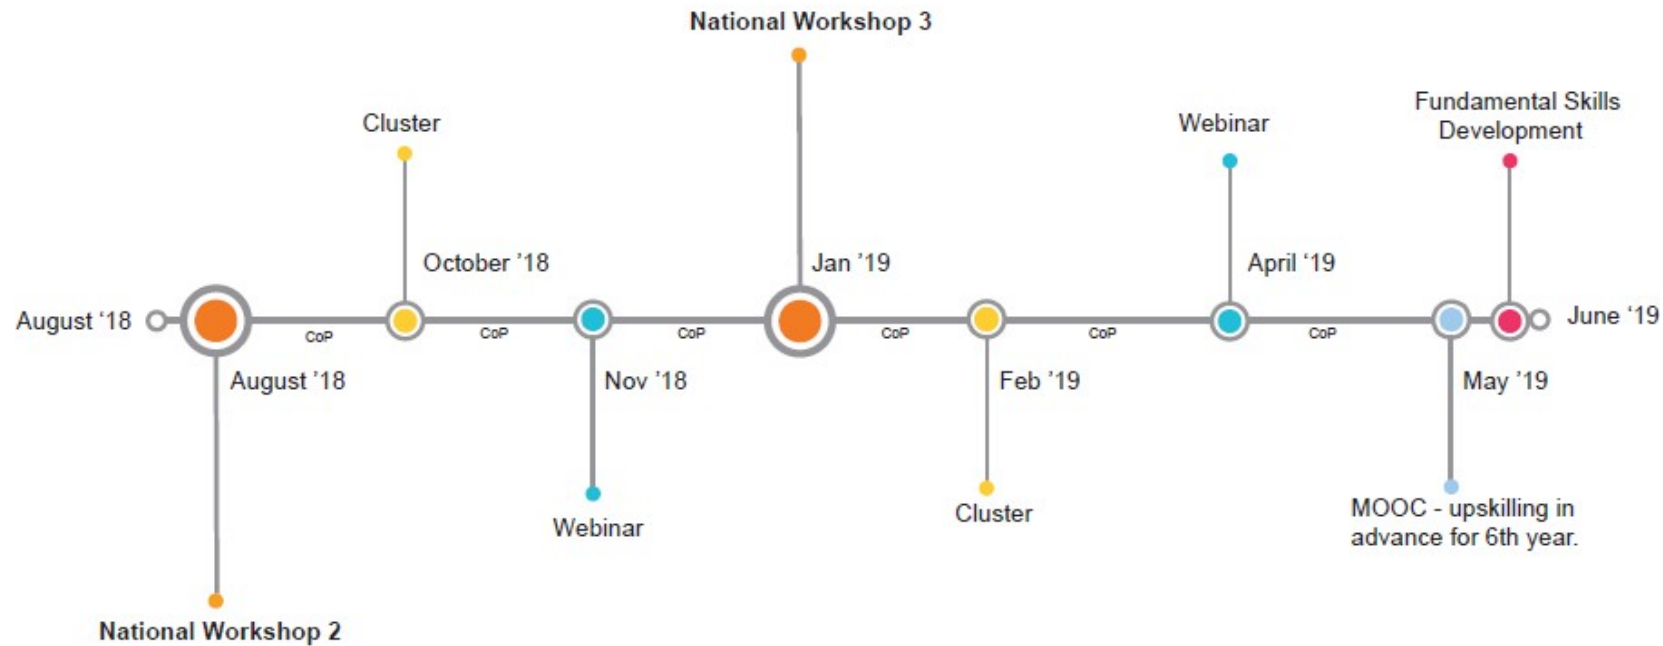 National Workshop 3
Fundamental Skills
Development
Cluster
Webinar
October ’18
Jan ’19
April ‘19
August ‘18
June ‘19
CoP
CoP
CoP
CoP
CoP
CoP
August ’18
Nov ’18
Feb ’19
May ’19
MOOC - upskilling in
advance for 6th year.
Cluster
Webinar
National Workshop 2